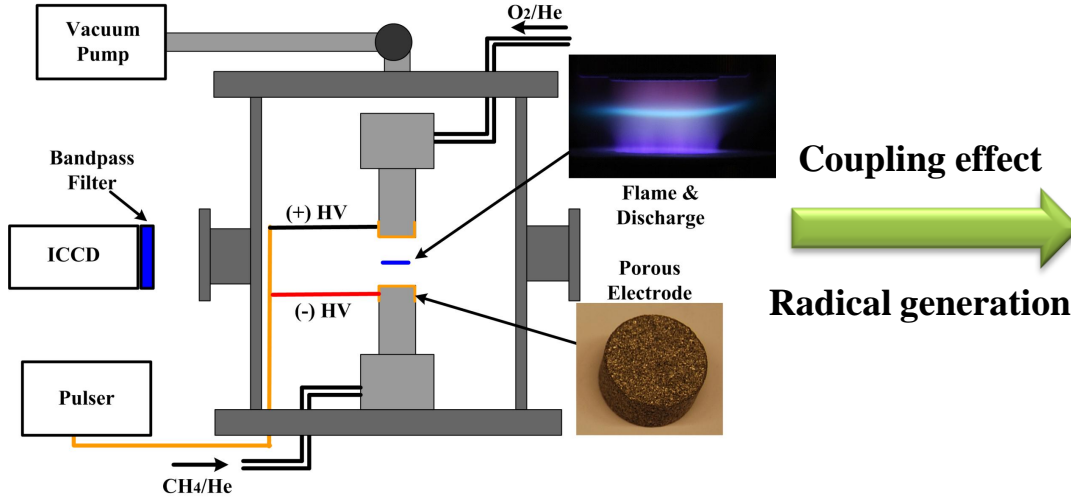 Vacuum
Pump
O2/He
Bandpass
Filter
ICCD
(+) HV
(-) HV
Flame &
Discharge
Porous
Electrode
Coupling effect
Radical generation
Pulser
CH4/He